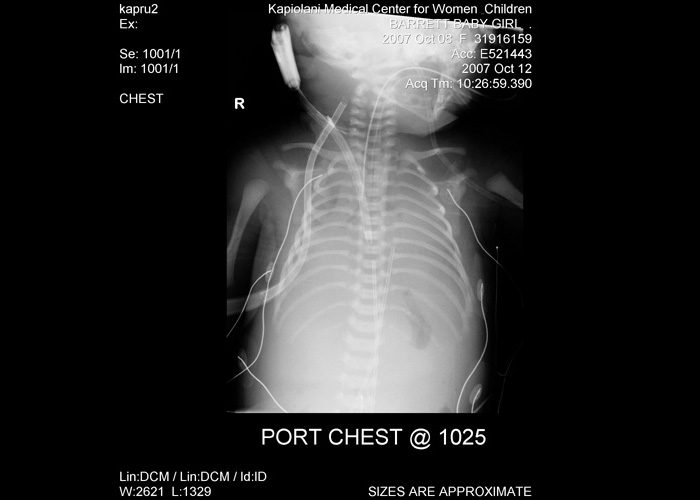 kapru2
Ex:
Se: 1001/1
Im: 1001/1
CHEST
Kapiolani Medical Center for Women Children
BARRETT BABY GIRL .
2007 Oct 08 F 31916159
Acc: E521443
2007 Oct 12
Acq Tm: 10:26:59.390
R
PORT CHEST @ 1025
Lin:DCM / Lin:DCM / Id:ID
W:2621 L:1329
SIZES ARE APPROXIMATE